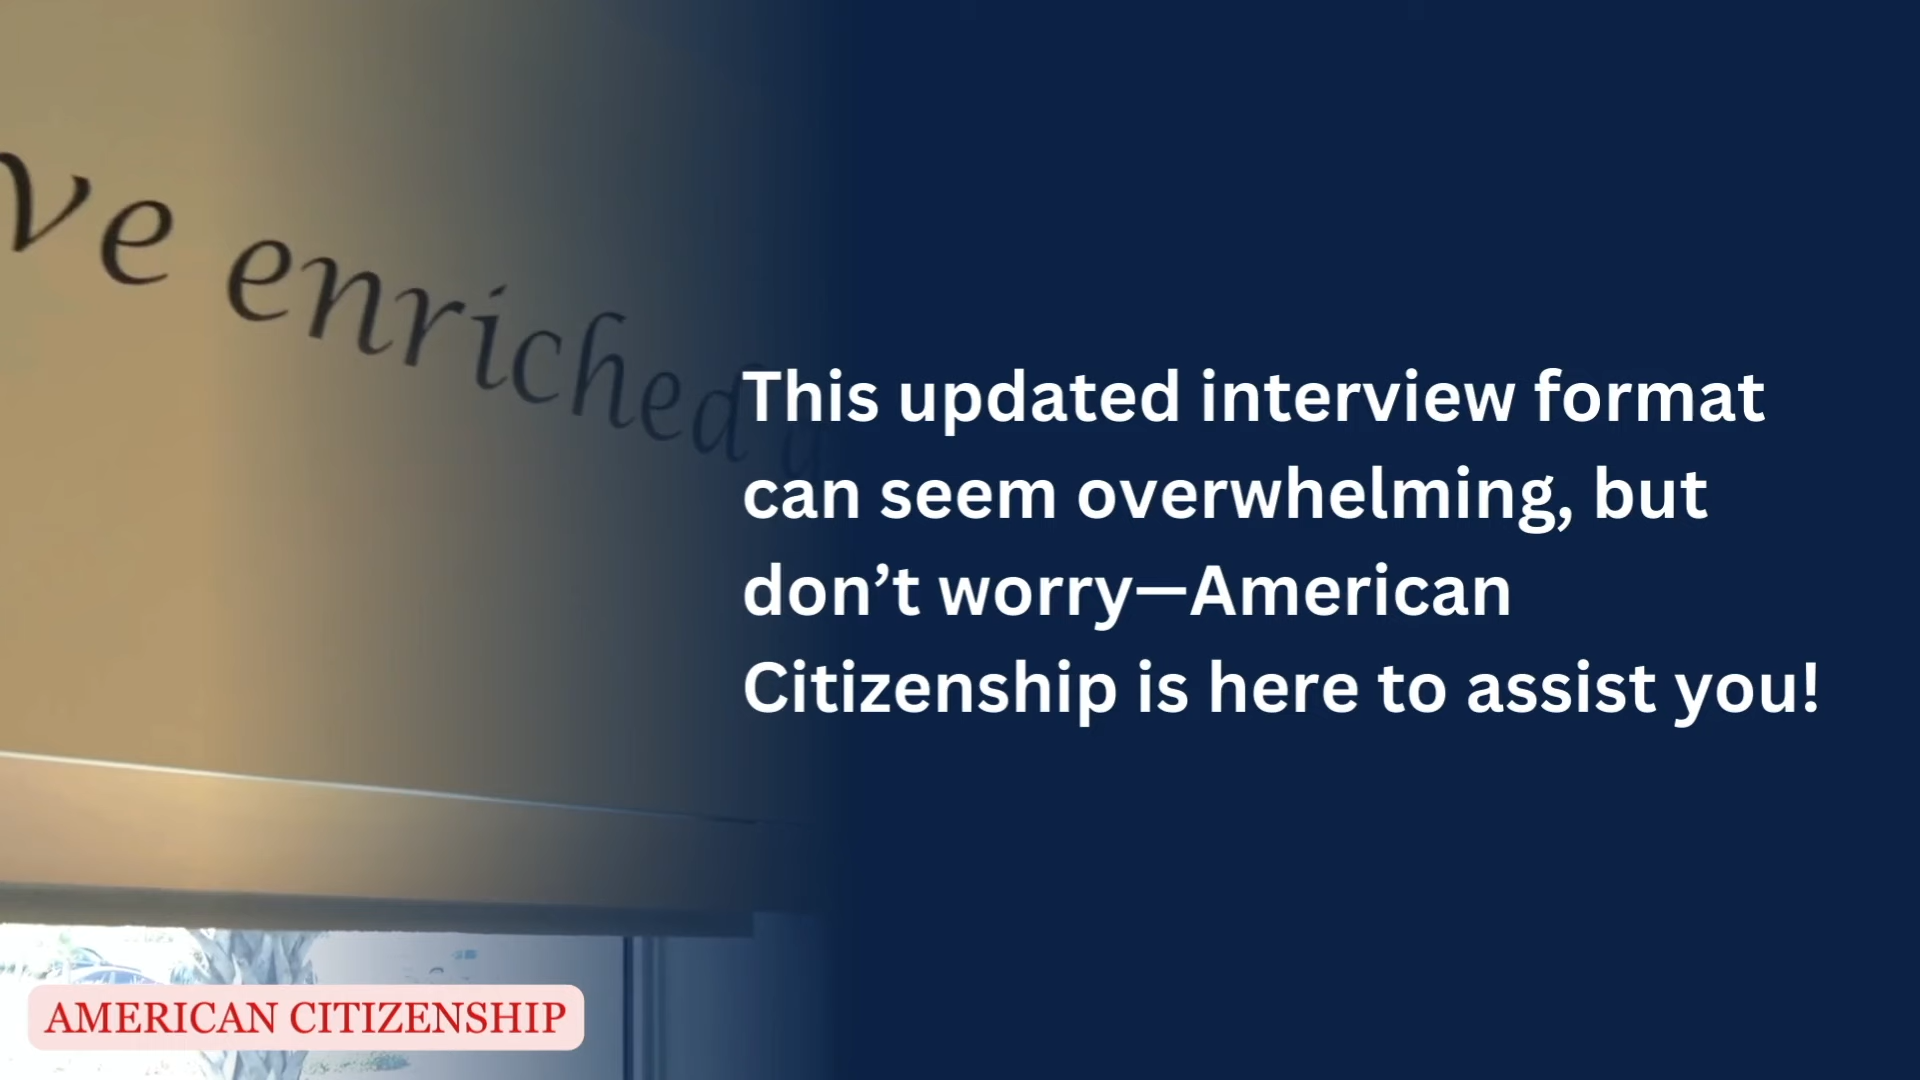 ve enriched
This updated interview format
can seem overwhelming, but
don’t worry—American
Citizenship is here to assist you!
AMERICAN CITIZENSHIP